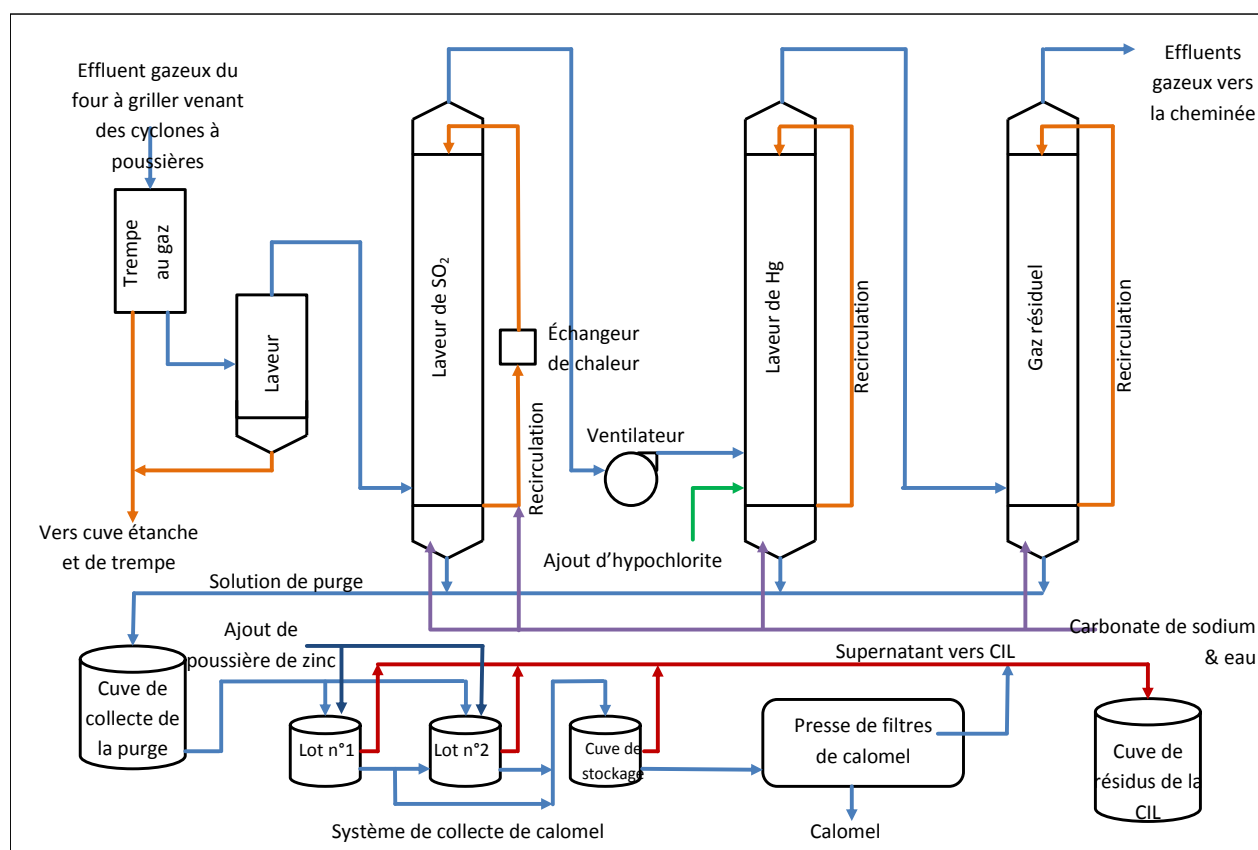 Effluent gazeux du
four à griller venant
des cyclones à
poussières
Effluents
gazeux vers
la cheminée
Trempe
au gaz
Laveur
Laveur de SO₂
Échangeur
de chaleur
Recirculation
Ventilateur
Laveur de Hg
Recirculation
Gaz résiduel
Recirculation
Vers cuve étanche
et de trempe
Ajout d'hypochlorite
Solution de purge
Carbonate de sodium
& eau
Ajout de
poussière de zinc
Supernatant vers CIL
Cuve de
collecte de
la purge
Lot n°1
Lot n°2
Cuve de
stockage
Presse de filtres
de calomel
Cuve de
résidus de la
CIL
Système de collecte de calomel
Calomel